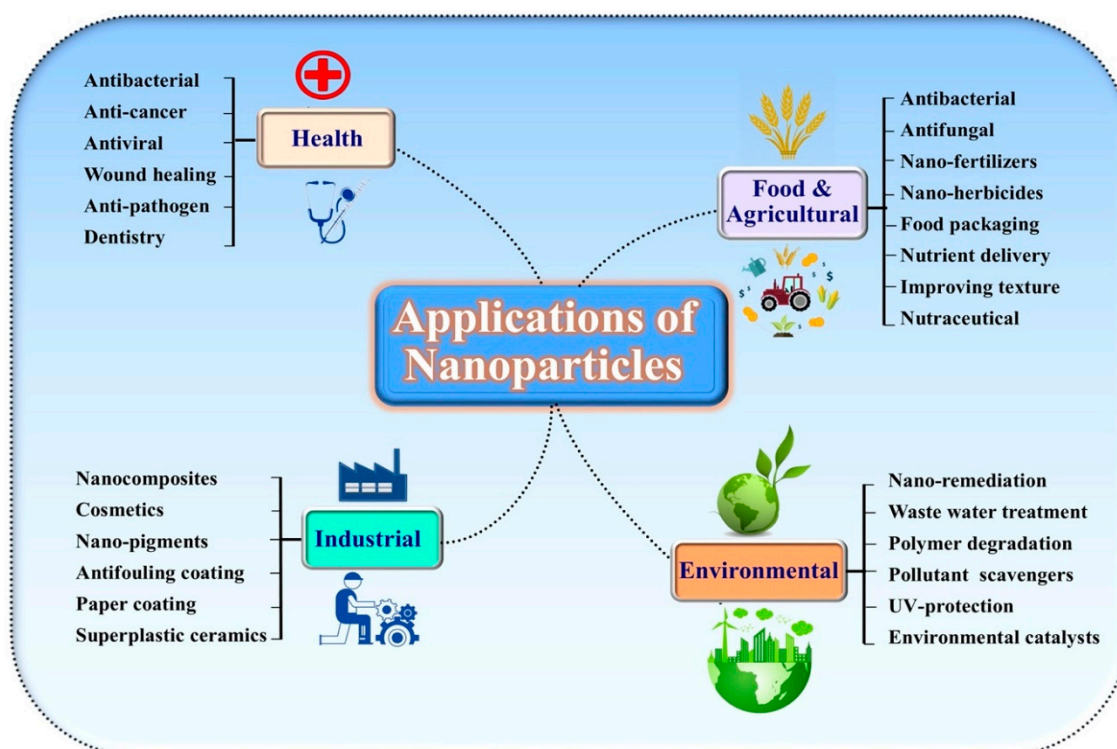 Antibacterial
Anti-cancer
Antiviral
Wound healing
Anti-pathogen
Dentistry
Health
Food &
Agricultural
Antibacterial
Antifungal
Nano-fertilizers
Nano-herbicides
Food packaging
Nutrient delivery
Improving texture
Nutraceutical
$
$
$
$
$
Applications of
Nanoparticles
Nanocomposites
Cosmetics
Nano-pigments
Antifouling coating
Paper coating
Superplastic ceramics
Industrial
Environmental
Nano-remediation
Waste water treatment
Polymer degradation
Pollutant scavengers
UV-protection
Environmental catalysts